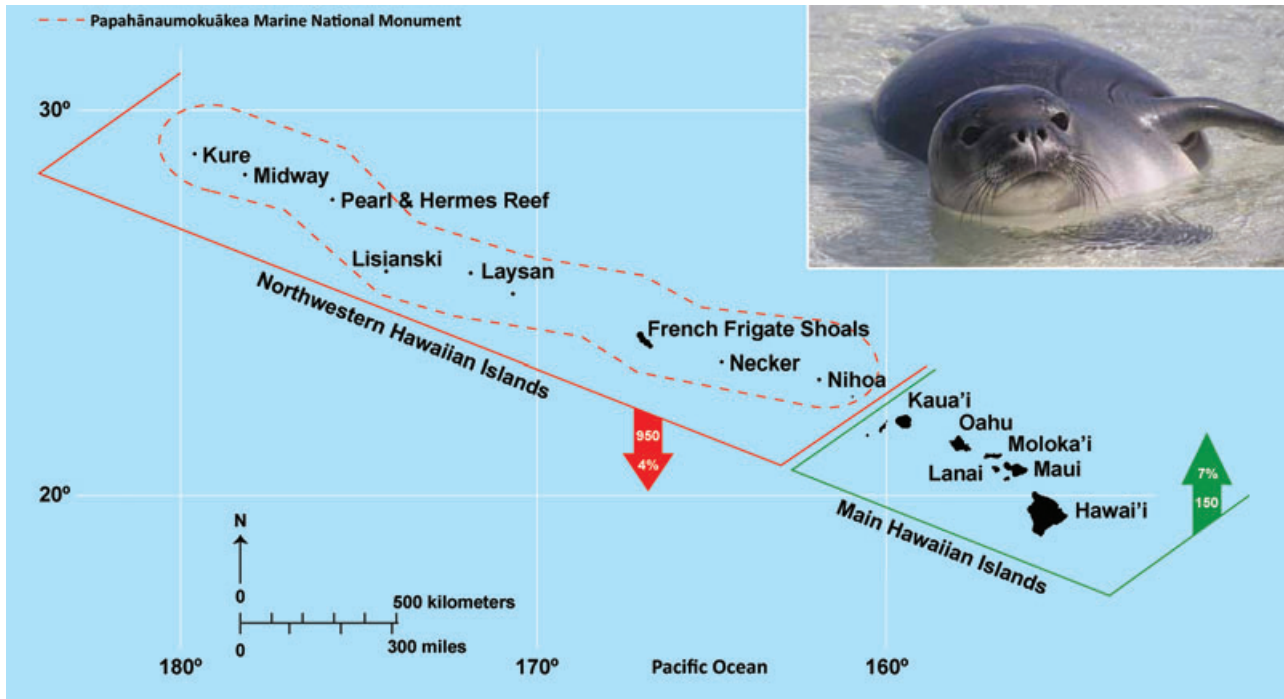 Papahānaumokuākea Marine National Monument
30º
Kure
Midway
Pearl & Hermes Reef
Lisianski
Laysan
Northwestern Hawaiian Islands
French Frigate Shoals
Necker
Nihoa
950
4%
Kaua'i
Oahu
Moloka'i
Lanai
Maui
Hawai'i
7%
150
Main Hawaiian Islands
20º
N
0
500 kilometers
0
300 miles
180º
170º
Pacific Ocean
160º